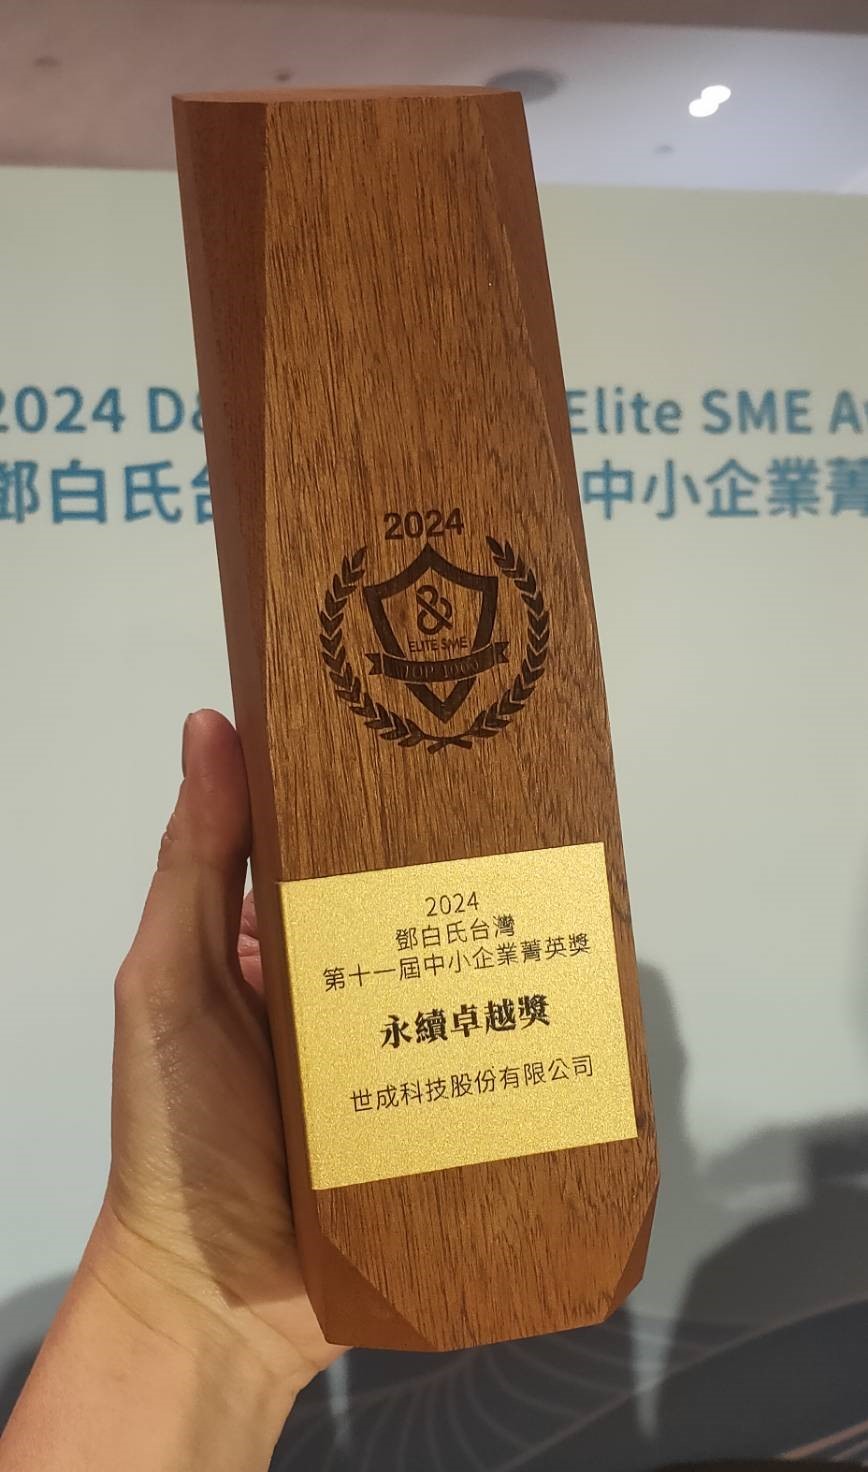 2024 D&
Elite SME
鄧白氏台
中小企業菁
2024
&
ELITE SME
TOP 1000
2024
鄧白氏台灣
第十一屆中小企業菁英獎
永續卓越獎
世成科技股份有限公司